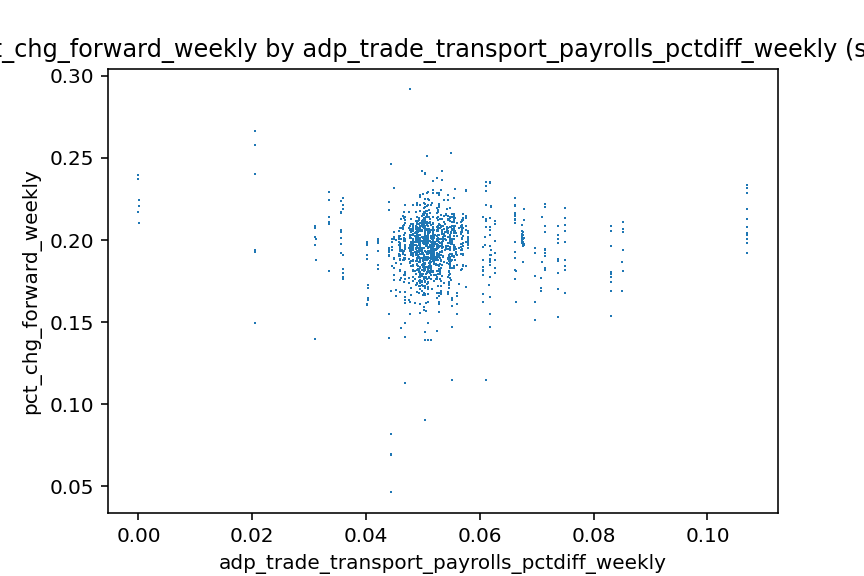 t_chg_forward_weekly by adp_trade_transport_payrolls_pctdiff_weekly (s
0.30
0.25
0.20
0.15
0.10
0.05
pct_chg_forward_weekly
0.00 0.02 0.04 0.06 0.08 0.10
adp_trade_transport_payrolls_pctdiff_weekly